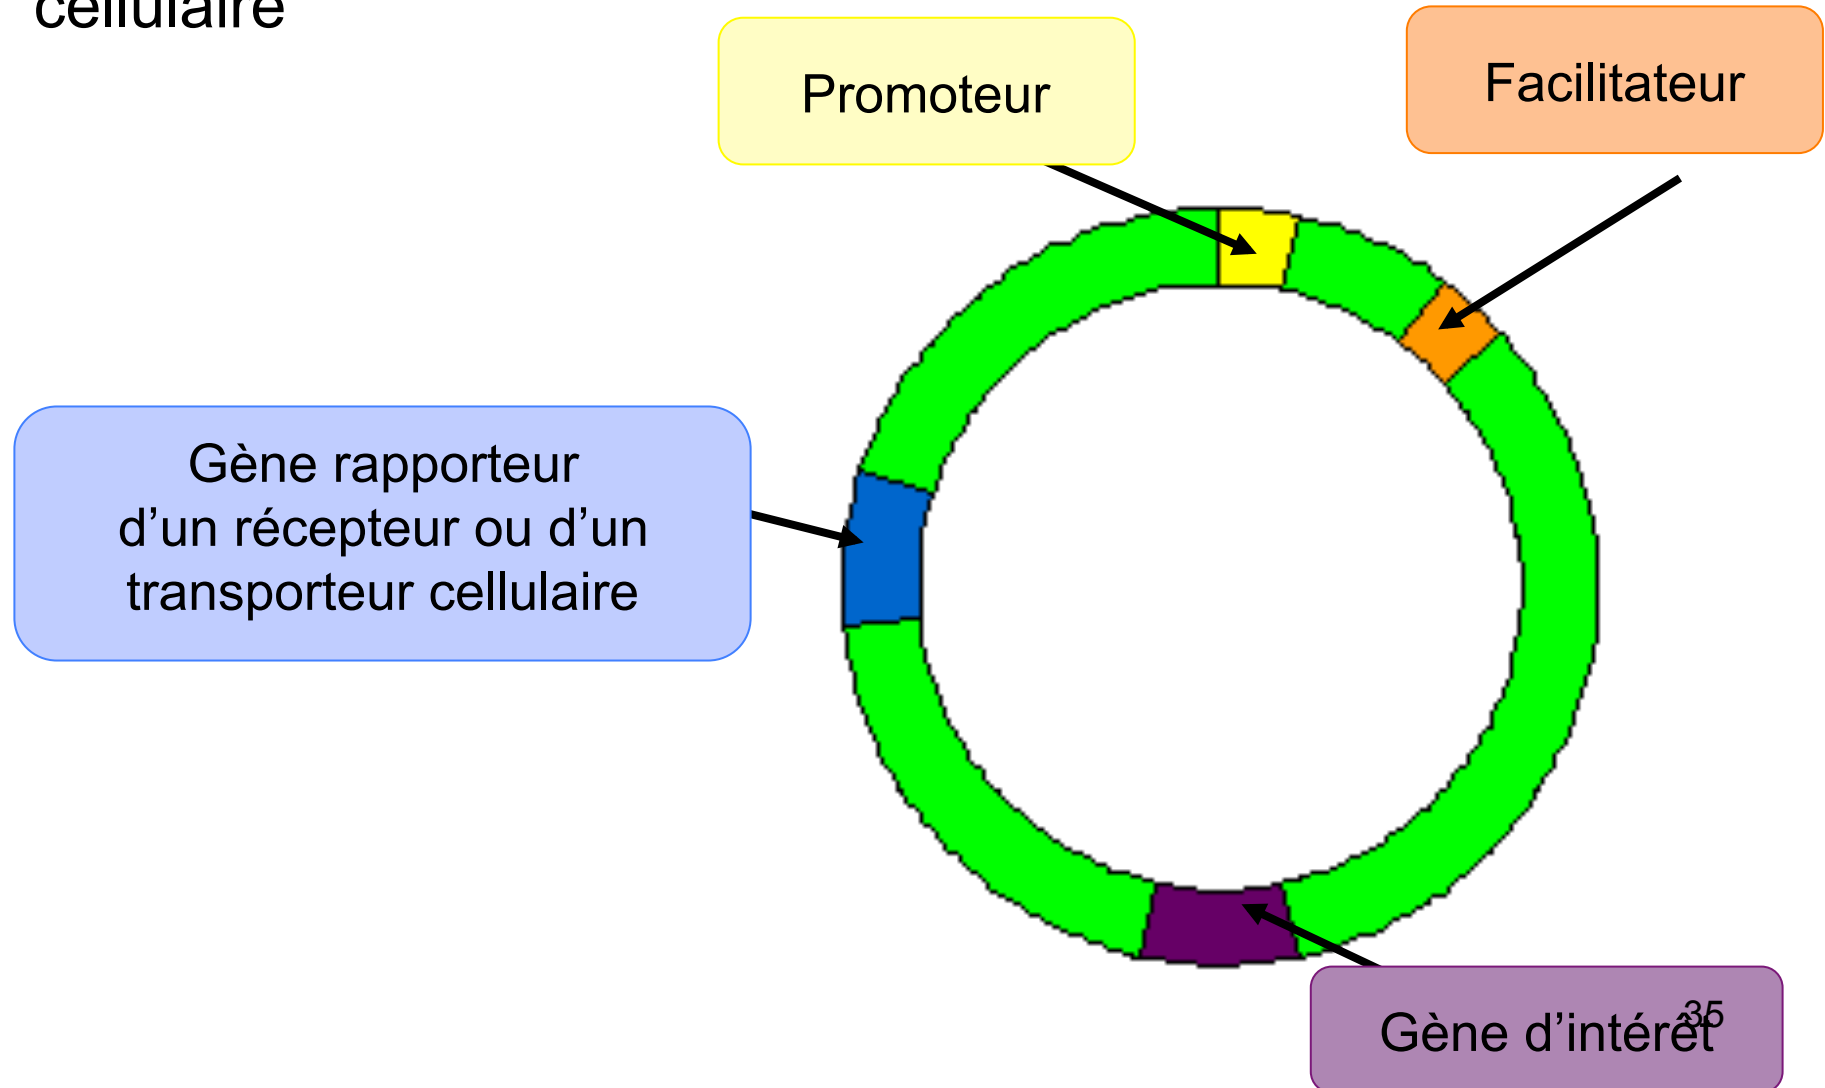 cellulaire
Promoteur
Facilitateur
Gène rapporteur
d’un récepteur ou d’un
transporteur cellulaire
Gène d’intérêt
35